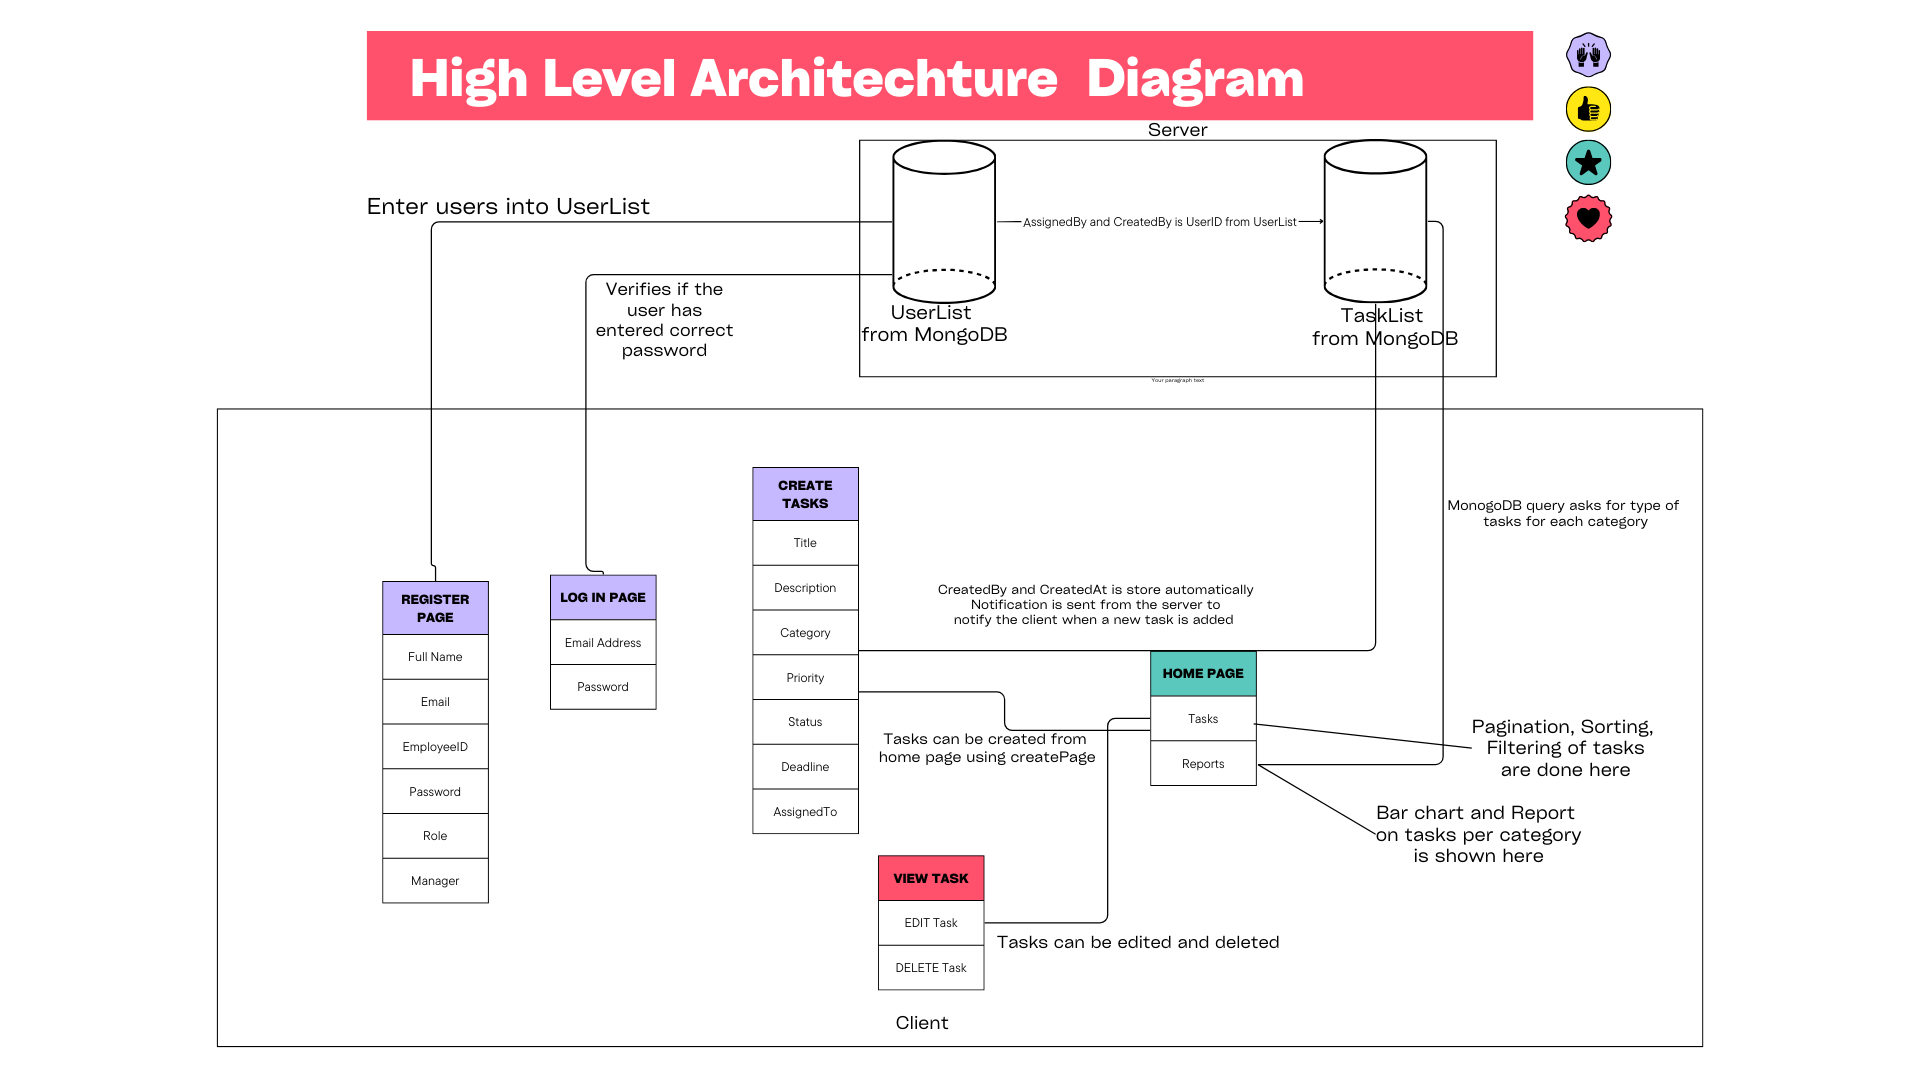 High Level Architechture  Diagram
Server
Enter users into UserList
AssignedBy and CreatedBy is UserID from UserList
Verifies if the
user has
entered correct
password
UserList
from MongoDB
TaskList
from MongoDB
Your paragraph text
CREATE
TASKS
Title
Description
Category
Priority
Status
Deadline
AssignedTo
MonogoDB query asks for type of
tasks for each category
REGISTER
PAGE
Full Name
Email
EmployeeID
Password
Role
Manager
LOG IN PAGE
Email Address
Password
CreatedBy and CreatedAt is store automatically
Notification is sent from the server to
notify the client when a new task is added
HOME PAGE
Tasks
Reports
Tasks can be created from
home page using createPage
Pagination, Sorting,
Filtering of tasks
are done here
Bar chart and Report
on tasks per category
is shown here
VIEW TASK
EDIT Task
DELETE Task
Tasks can be edited and deleted
Client